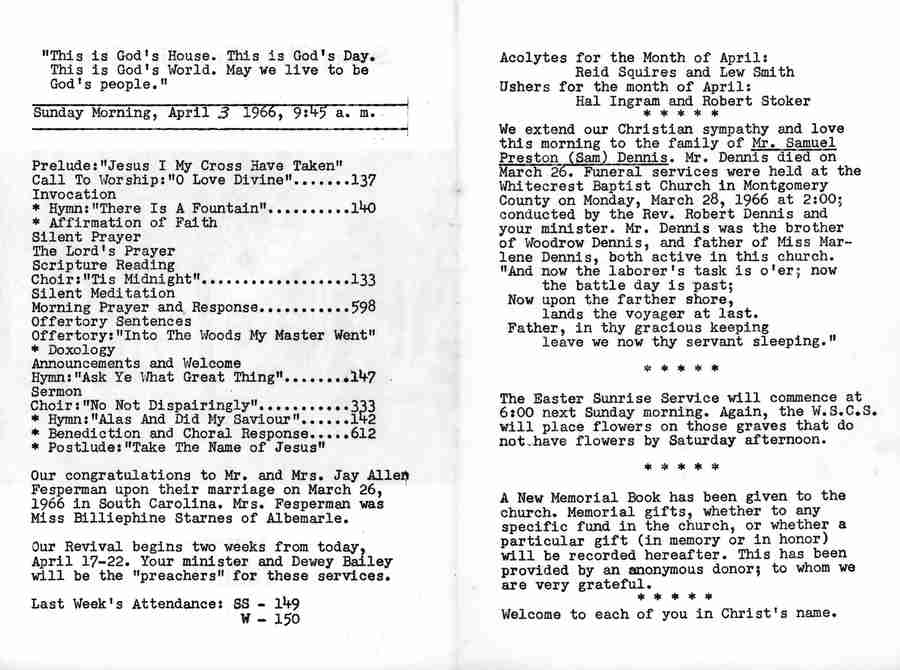 "This is God's House. This is God's Day.
This is God's World. May we live to be
God's people."
Sunday Morning, April 3 1966, 9:45 a. m.
Prelude:"Jesus I My Cross Have Taken"
Call To Worship:"O Love Divine".......137
Invocation
* Hymn:"There Is A Fountain"..........140
* Affirmation of Faith
Silent Prayer
The Lord's Prayer
Scripture Reading
Choir:"Tis Midnight"..................133
Silent Meditation
Morning Prayer and Response...........598
Offertory Sentences
Offertory:"Into The Woods My Master Went"
* Doxology
Announcements and Welcome
Hymn:"Ask Ye What Great Thing"........147
Sermon
Choir:"No Not Dispairingly"...........333
* Hymn:"Alas And Did My Saviour"......142
* Benediction and Choral Response.....612
* Postlude:"Take The Name of Jesus"
Our congratulations to Mr. and Mrs. Jay Allen
Fesperman upon their marriage on March 26,
1966 in South Carolina. Mrs. Fesperman was
Miss Billiephine Starnes of Albemarle.
Our Revival begins two weeks from today,
April 17-22. Your minister and Dewey Bailey
will be the "preachers" for these services.
Last Week's Attendance: SS - 149
W - 150
Acolytes for the Month of April:
Reid Squires and Lew Smith
Ushers for the month of April:
Hal Ingram and Robert Stoker
* * * * *
We extend our Christian sympathy and love
this morning to the family of Mr. Samuel
Preston (Sam) Dennis. Mr. Dennis died on
March 26. Funeral services were held at the
Whitecrest Baptist Church in Montgomery
County on Monday, March 28, 1966 at 2:00;
conducted by the Rev. Robert Dennis and
your minister. Mr. Dennis was the brother
of Woodrow Dennis, and father of Miss Mar-
lene Dennis, both active in this church.
"And now the laborer's task is o'er; now
the battle day is past;
Now upon the farther shore,
lands the voyager at last.
Father, in thy gracious keeping
leave we now thy servant sleeping."
* * * * *
The Easter Sunrise Service will commence at
6:00 next Sunday morning. Again, the W.S.C.S.
will place flowers on those graves that do
not have flowers by Saturday afternoon.
* * * * *
A New Memorial Book has been given to the
church. Memorial gifts, whether to any
specific fund in the church, or whether a
particular gift (in memory or in honor)
will be recorded hereafter. This has been
provided by an anonymous donor; to whom we
are very grateful.
* * * * *
Welcome to each of you in Christ's name.